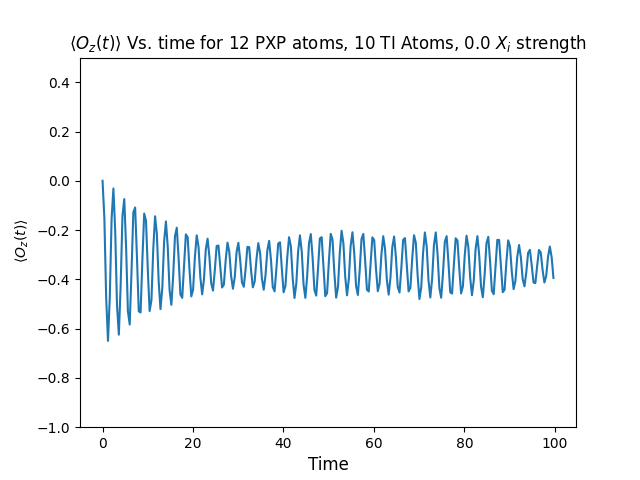 ⟨O_z(t)⟩ Vs. time for 12 PXP atoms, 10 TI Atoms, 0.0 X_i strength
0.4
0.2
0.0
−0.2
−0.4
−0.6
−0.8
−1.0
⟨O_z(t)⟩
0 20 40 60 80 100
Time